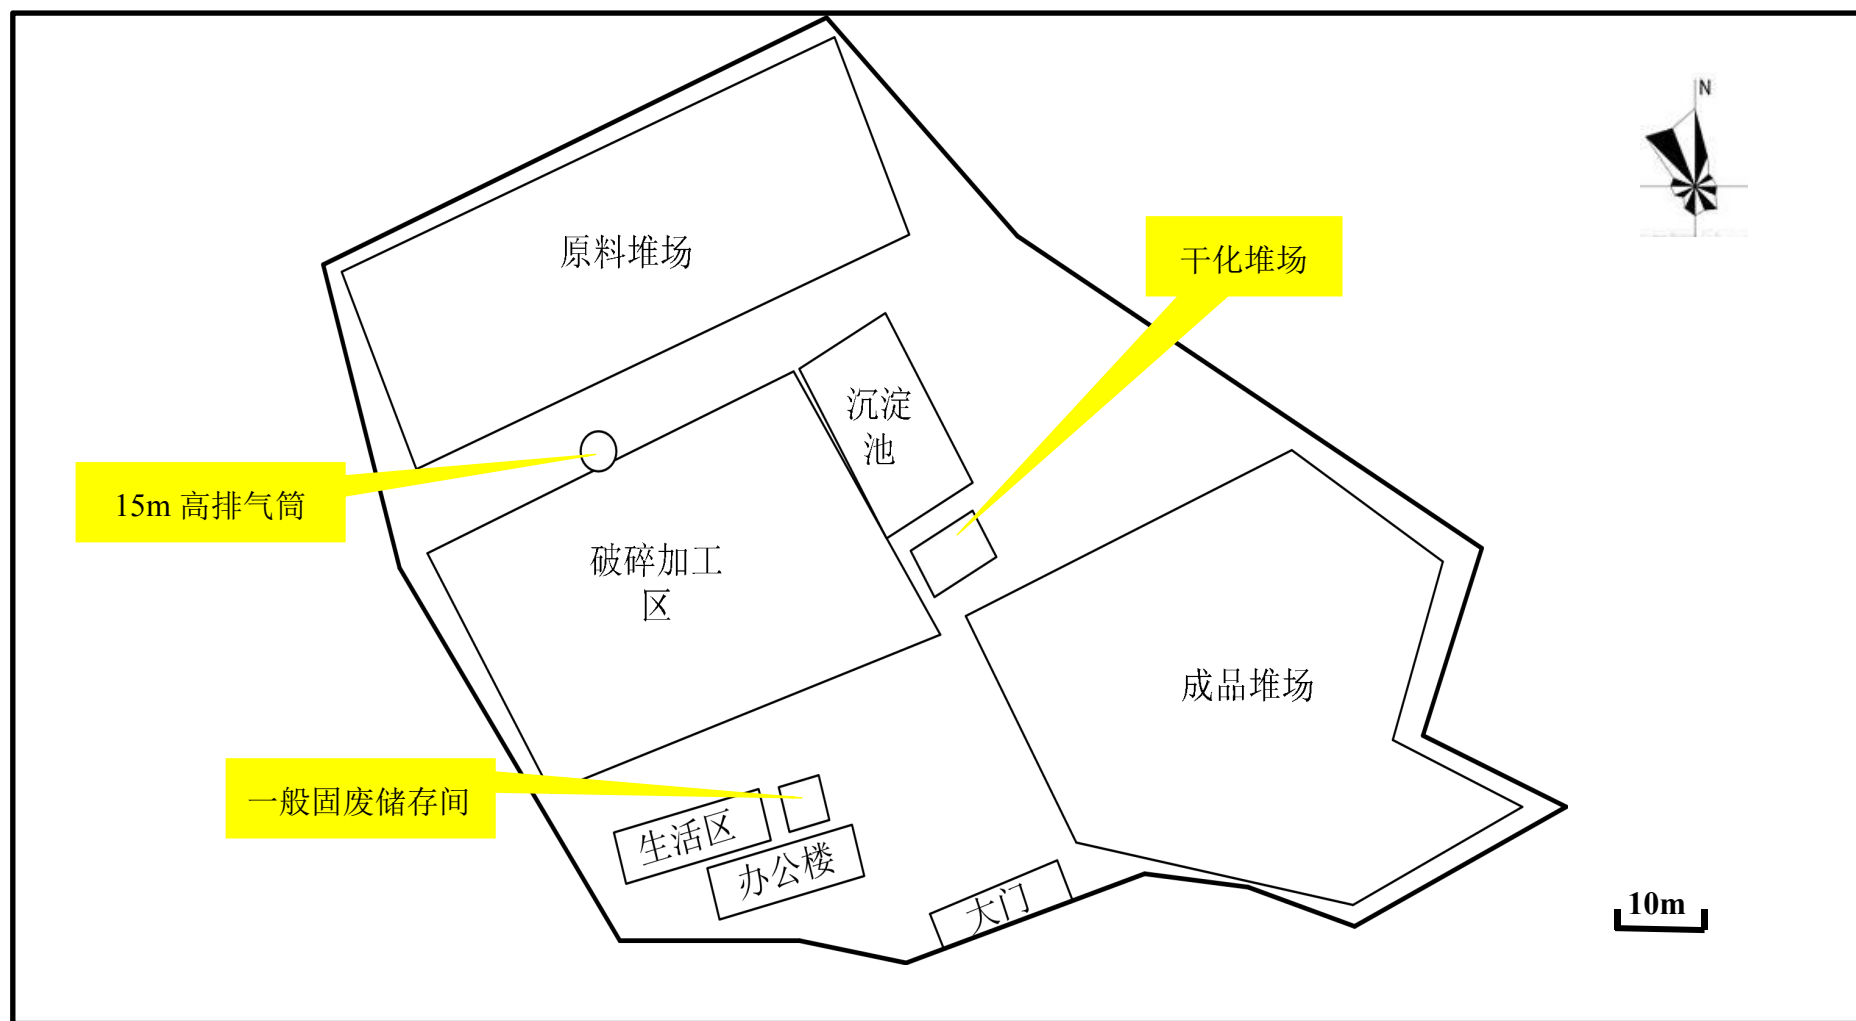 N
原料堆场
干化堆场
沉淀
池
15m 高排气筒
破碎加工
区
成品堆场
一般固废储存间
生活区
办公楼
大门
10m